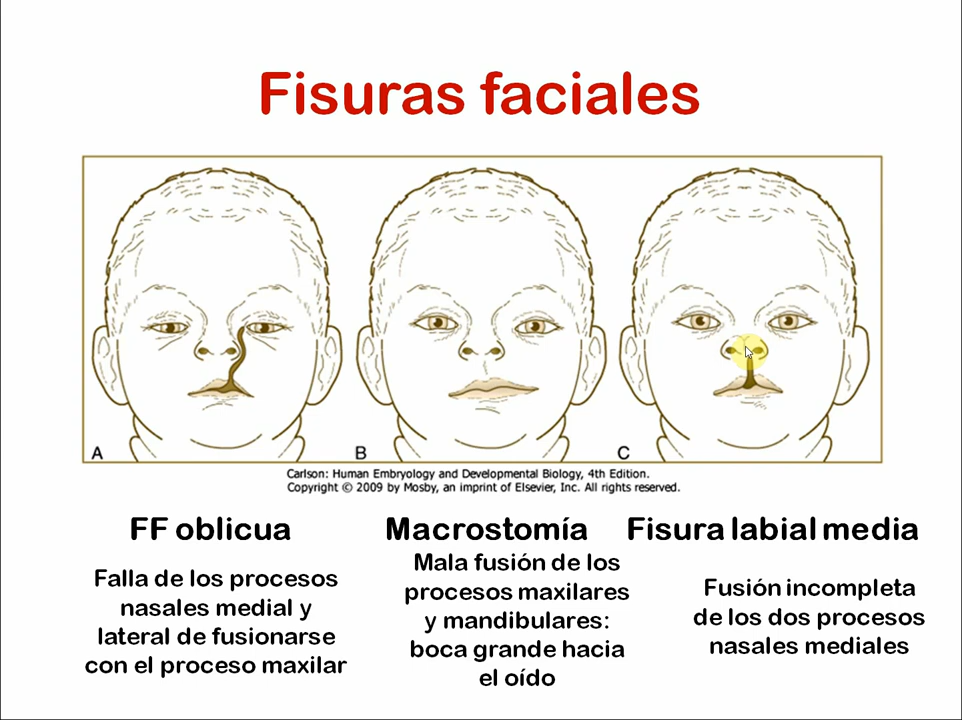 Fisuras faciales
A
B
C
Carlson: Human Embryology and Developmental Biology, 4th Edition.
Copyright © 2009 by Mosby, an imprint of Elsevier, Inc. All rights reserved.
FF oblicua
Falla de los procesos
nasales medial y
lateral de fusionarse
con el proceso maxilar
Macrostomía
Mala fusión de los
procesos maxilares
y mandibulares:
boca grande hacia
el oído
Fisura labial media
Fusión incompleta
de los dos procesos
nasales mediales